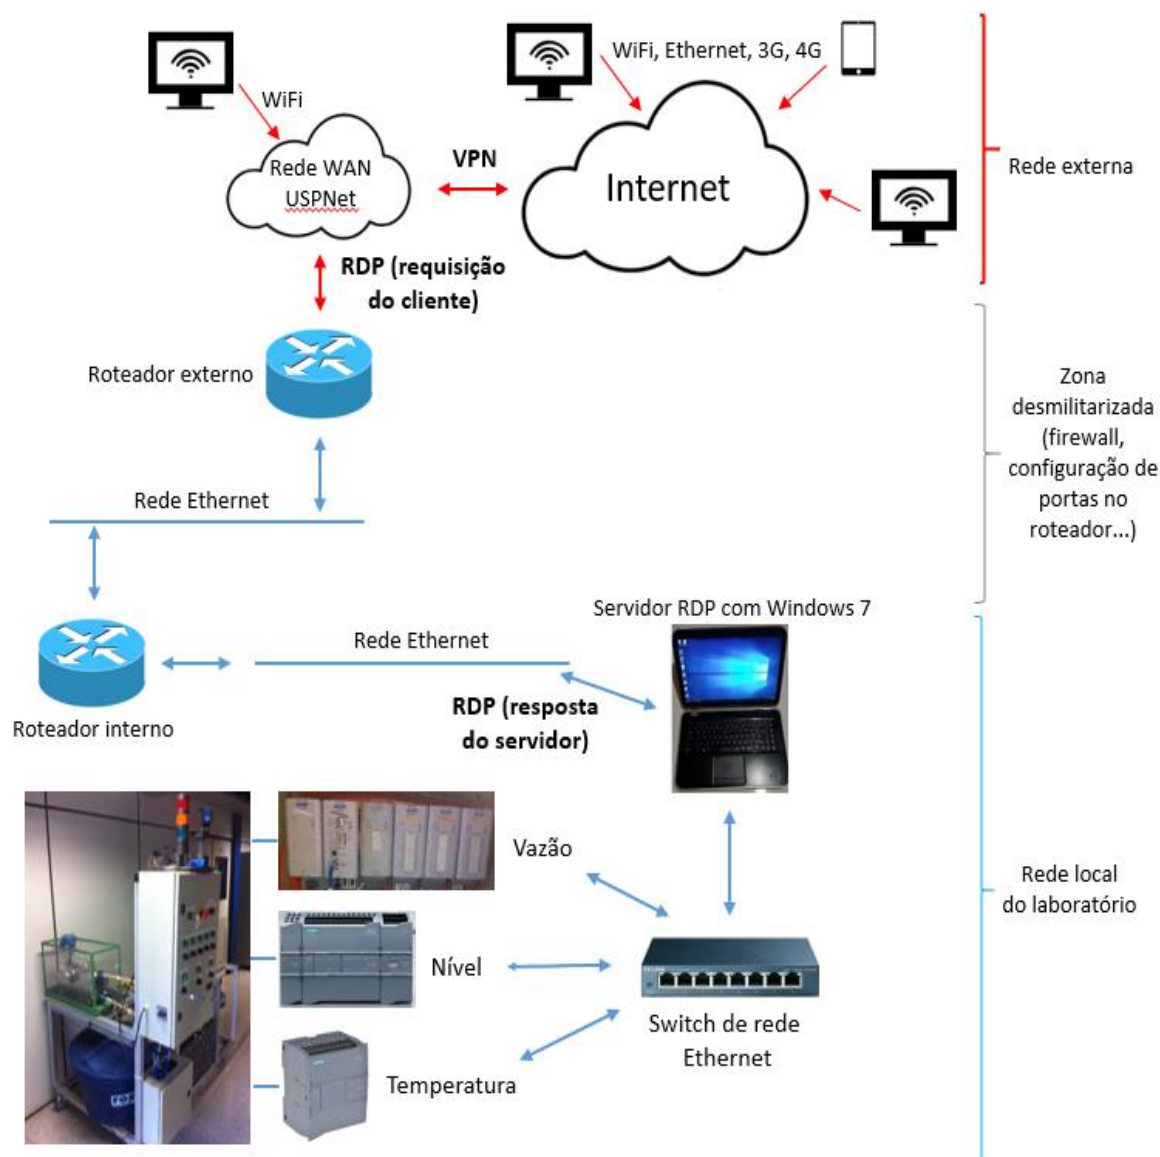 WiFi
WiFi, Ethernet, 3G, 4G
Rede WAN
USPNet
VPN
Internet
Rede externa
RDP (requisição
do cliente)
Roteador externo
Zona
desmilitarizada
(firewall,
configuração de
portas no
roteador...)
Rede Ethernet
Servidor RDP com Windows 7
Rede Ethernet
Roteador interno
RDP (resposta
do servidor)
Vazão
Rede local
do laboratório
Nível
Switch de rede
Ethernet
Temperatura